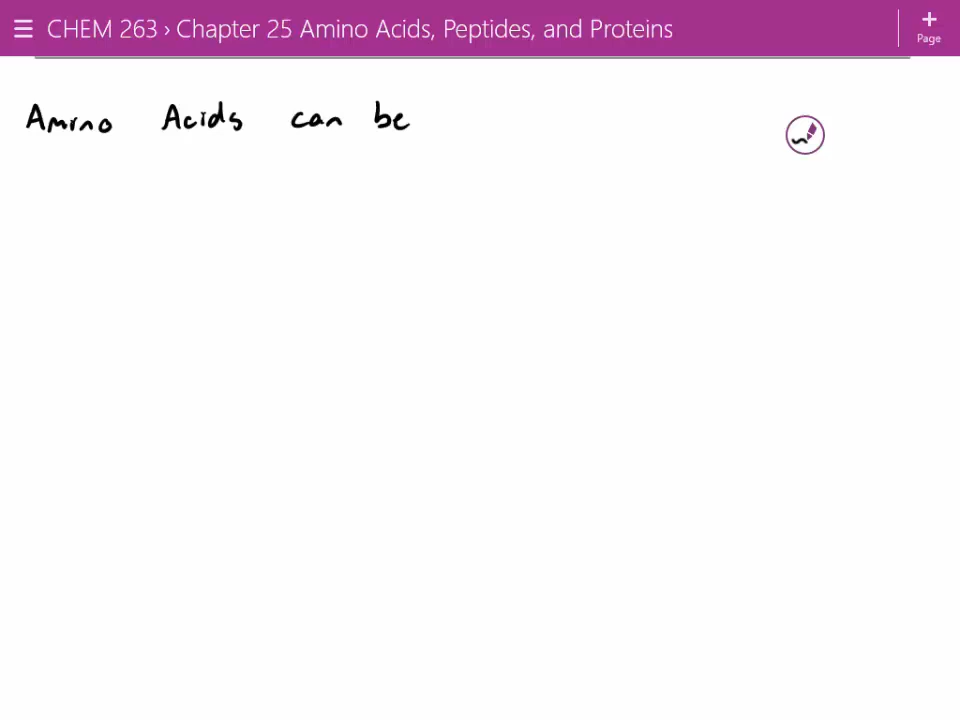 ☰ CHEM 263 › Chapter 25 Amino Acids, Peptides, and Proteins
+ Page
Amino Acids can be